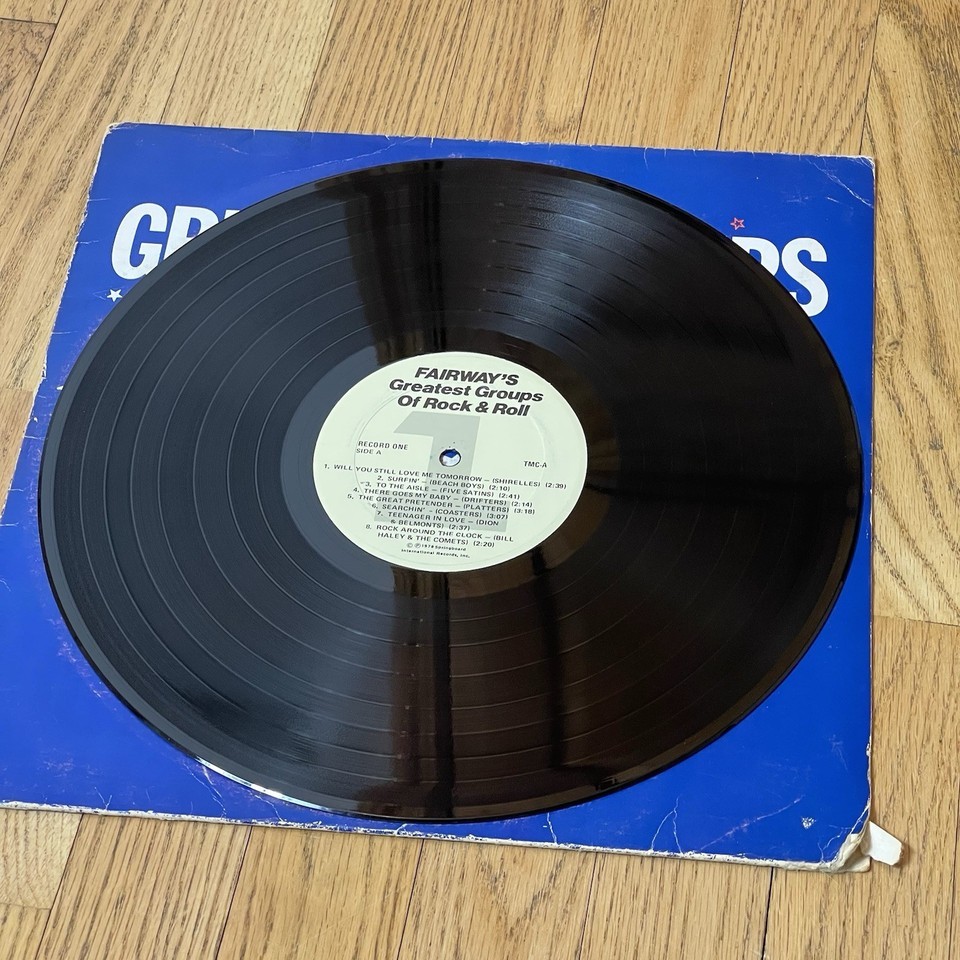 GR
PS
FAIRWAY'S
Greatest Groups
Of Rock & Roll
1
RECORD ONE
SIDE A
TMC-A
1. WILL YOU STILL LOVE ME TOMORROW – (SHIRELLES) (2:39)
2. SURFIN' – (BEACH BOYS) (2:10)
3. TO THE AISLE – (FIVE SATINS) (2:41)
4. THERE GOES MY BABY – (DRIFTERS) (2:14)
5. THE GREAT PRETENDER – (PLATTERS) (3:18)
6. SEARCHIN' – (COASTERS) (3:07)
7. TEENAGER IN LOVE – (DION
& BELMONTS) (2:37)
8. ROCK AROUND THE CLOCK – (BILL
HALEY & THE COMETS) (2:20)
© ℗ 1978 Springboard
International Records, Inc.